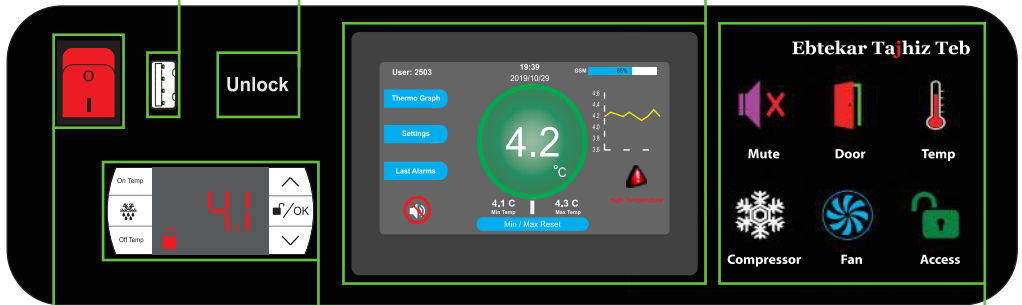 O
I
Unlock
On Temp
Off Temp
4.1
/OK
User: 2503
19:39
2019/10/29
GSM
Thermo Graph
Settings
Last Alarms
4.2
°C
4,6
4,4
4,2
4,0
3,8
3,6
High Temperature
4,1 C
Min Temp
4,3 C
Max Temp
Min / Max Reset
Ebtekar Tajhiz Teb
Mute
Door
Temp
Compressor
Fan
Access